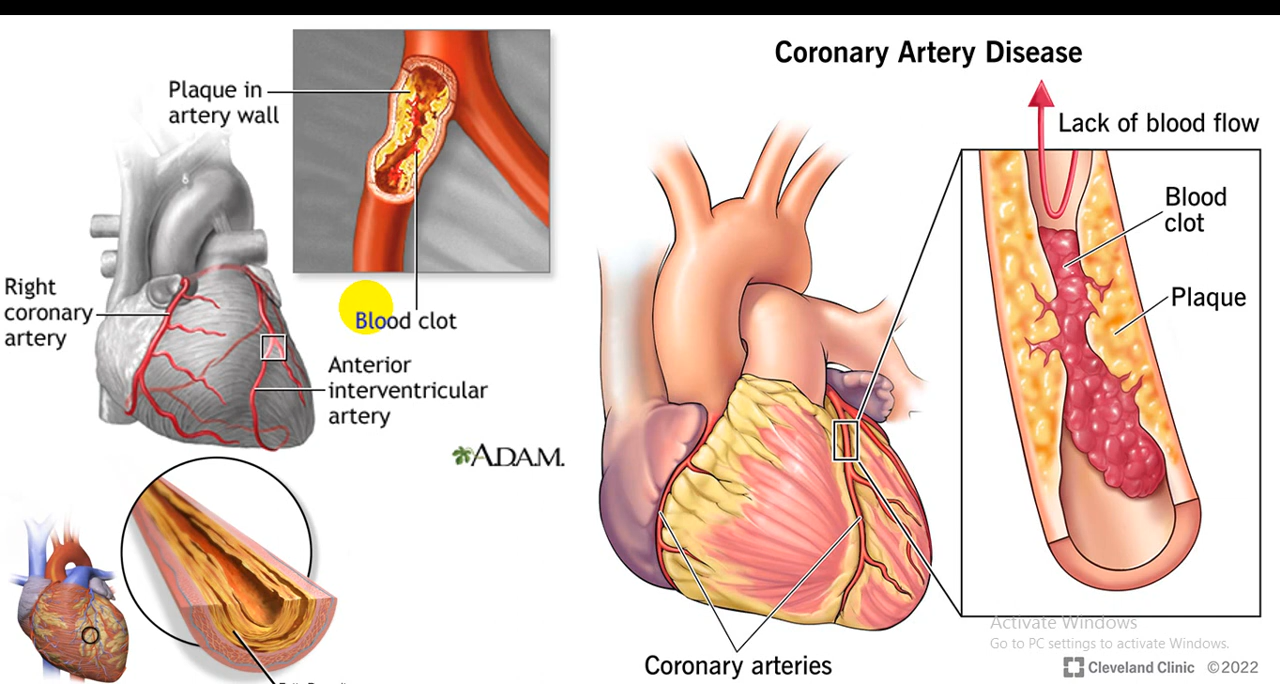 Plaque in
artery wall
Right
coronary
artery
Blood clot
Anterior
interventricular
artery
A.D.A.M.
Coronary Artery Disease
Lack of blood flow
Blood
clot
Plaque
Coronary arteries
Activate Windows
Go to PC settings to activate Windows.
Cleveland Clinic ©2022